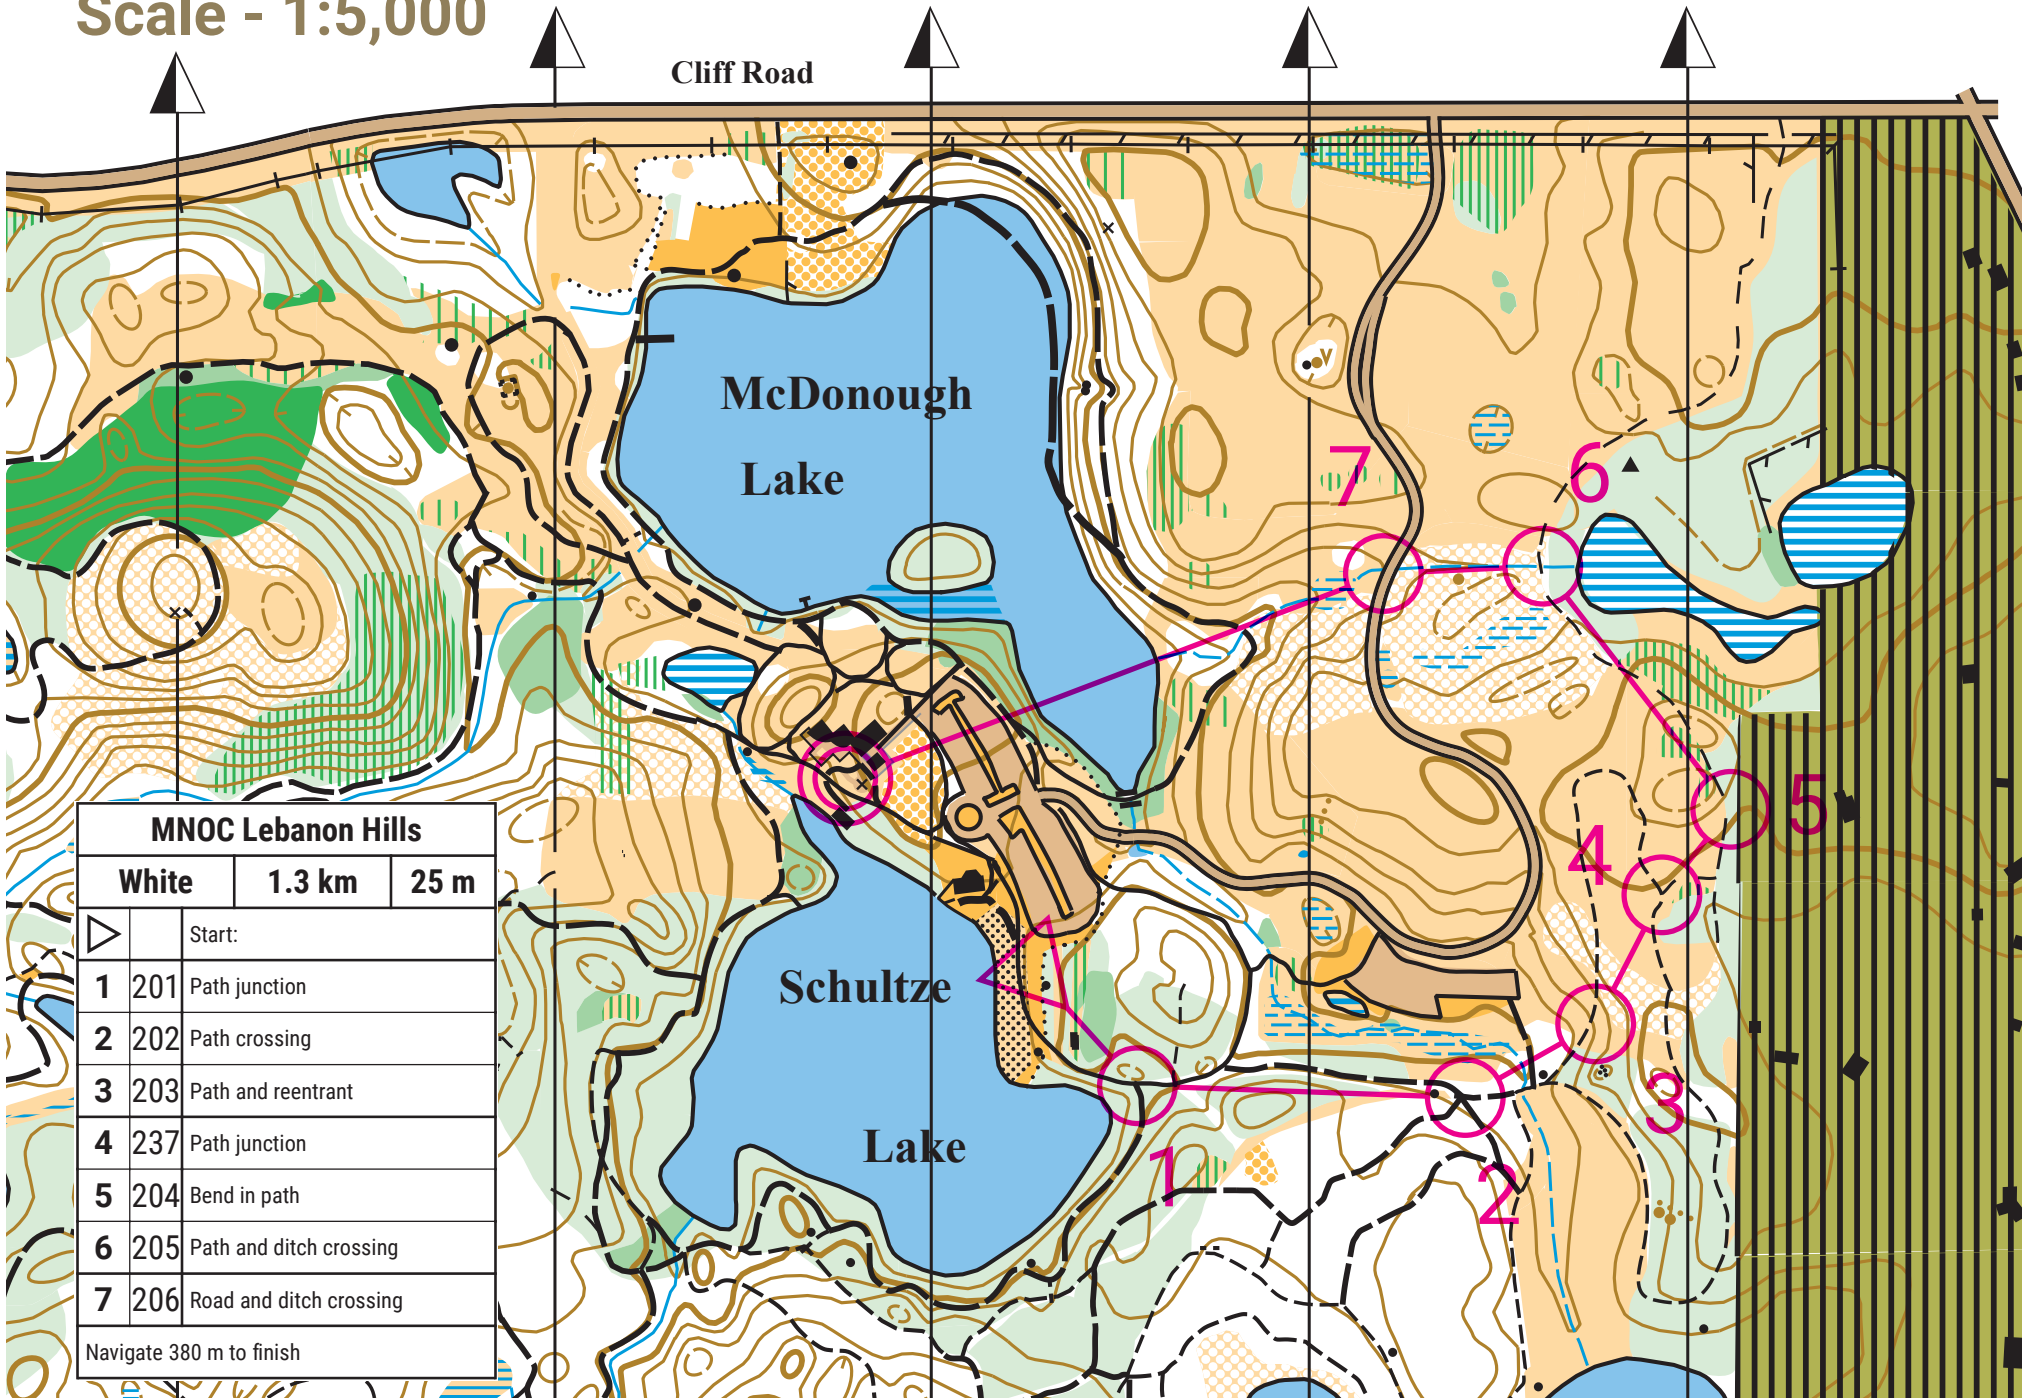 Scale - 1:5,000
Cliff Road
McDonough
Lake
7
6
5
4
3
2
1
Schultze
Lake
MNOC Lebanon Hills
White 1.3 km 25 m
Start:
1 201 Path junction
2 202 Path crossing
3 203 Path and reentrant
4 237 Path junction
5 204 Bend in path
6 205 Path and ditch crossing
7 206 Road and ditch crossing
Navigate 380 m to finish